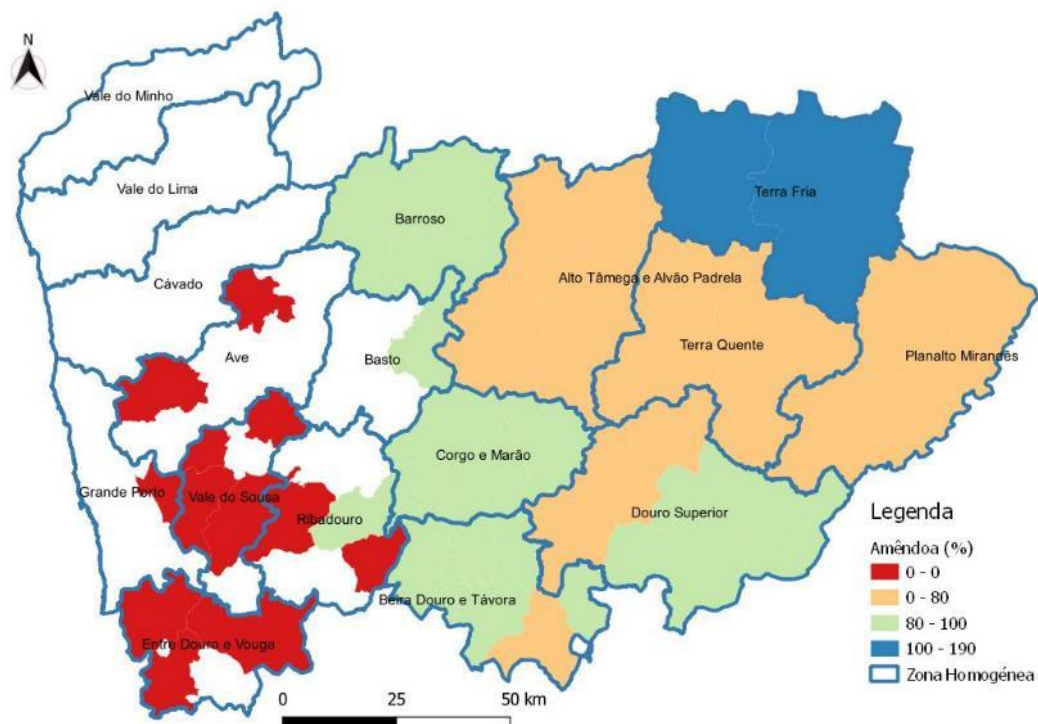 N
Vale do Minho
Vale do Lima
Barroso
Terra Fria
Cávado
Alto Tâmega e Alvão Padrela
Ave
Basto
Terra Quente
Planalto Mirandês
Corgo e Marão
Grande Porto
Vale do Sousa
Ribadouro
Douro Superior
Beira Douro e Távora
Entre Douro e Vouga
Legenda
Amêndoa (%)
0 - 0
0 - 80
80 - 100
100 - 190
Zona Homogénea
0 25 50 km